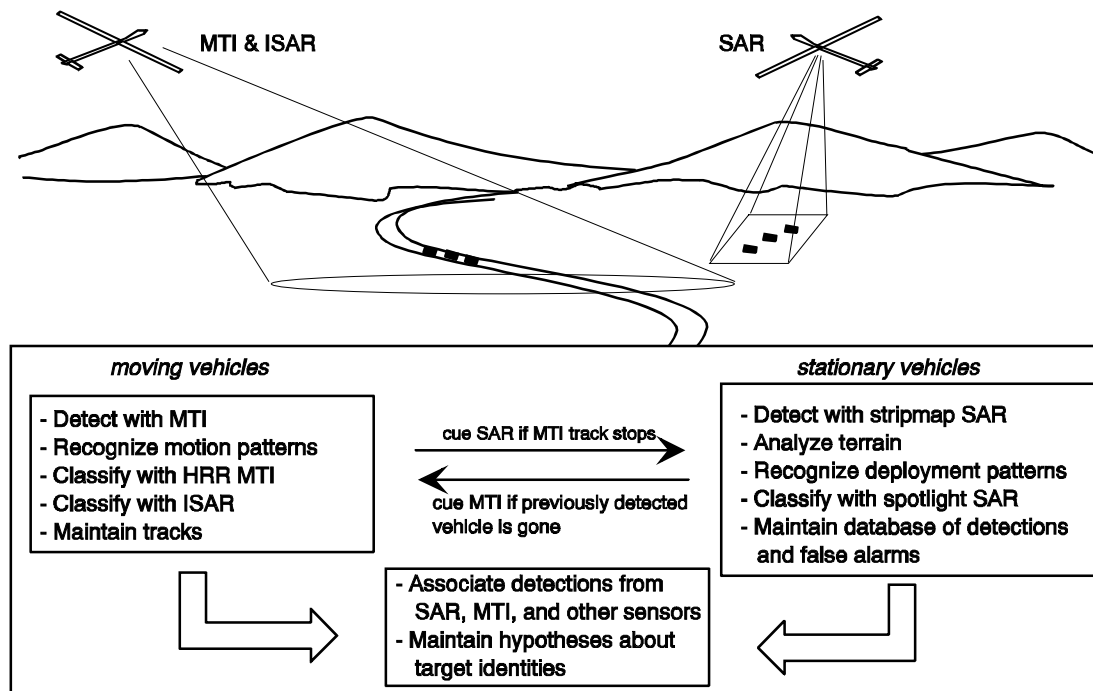 MTI & ISAR
SAR
moving vehicles
- Detect with MTI
- Recognize motion patterns
- Classify with HRR MTI
- Classify with ISAR
- Maintain tracks
cue SAR if MTI track stops
cue MTI if previously detected
vehicle is gone
stationary vehicles
- Detect with stripmap SAR
- Analyze terrain
- Recognize deployment patterns
- Classify with spotlight SAR
- Maintain database of detections
and false alarms
- Associate detections from
SAR, MTI, and other sensors
- Maintain hypotheses about
target identities